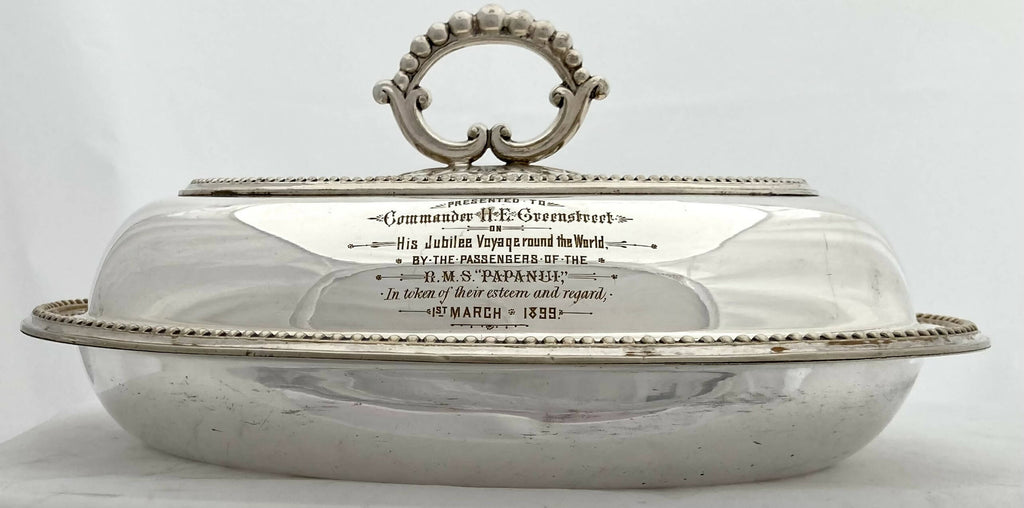 PRESENTED · TO
Commander H·E· Greenstreet·
ON
His Jubilee Voyage round the World,
BY · THE · PASSENGERS · OF · THE
R.M.S. "PAPANUI",
·In token of their esteem and regard,·
1ST MARCH · 1899·